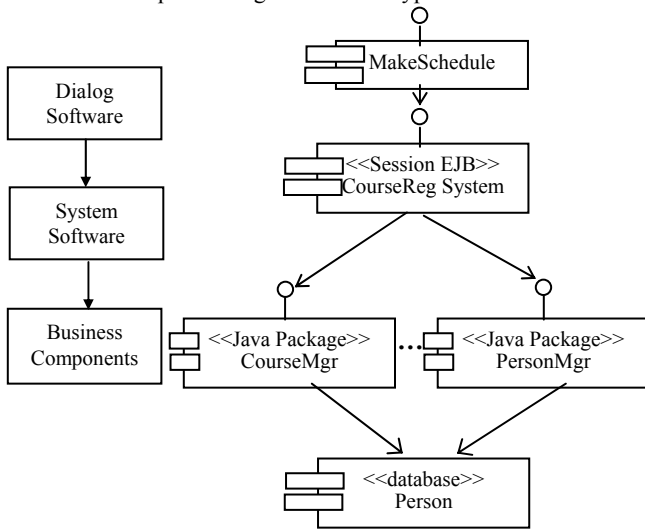 MakeSchedule
Dialog
Software
<<Session EJB>>
CourseReg System
System
Software
Business
Components
<<Java Package>>
CourseMgr
...
<<Java Package>>
PersonMgr
<<database>>
Person